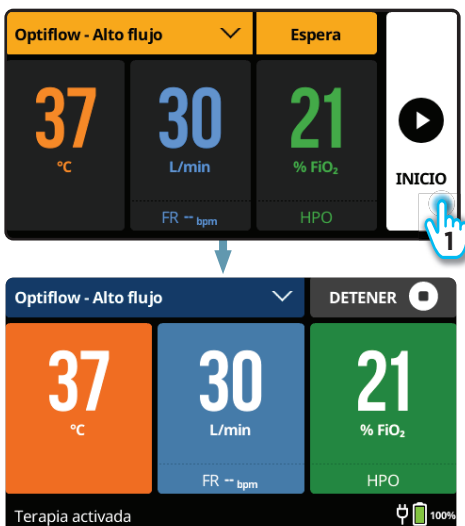 Optiflow - Alto flujo Espera
37 30 21
°C L/min % FiO₂
INICIO
FR -- bpm HPO
1
Optiflow - Alto flujo DETENER
37 30 21
°C L/min % FiO₂
FR -- bpm HPO
Terapia activada 100%